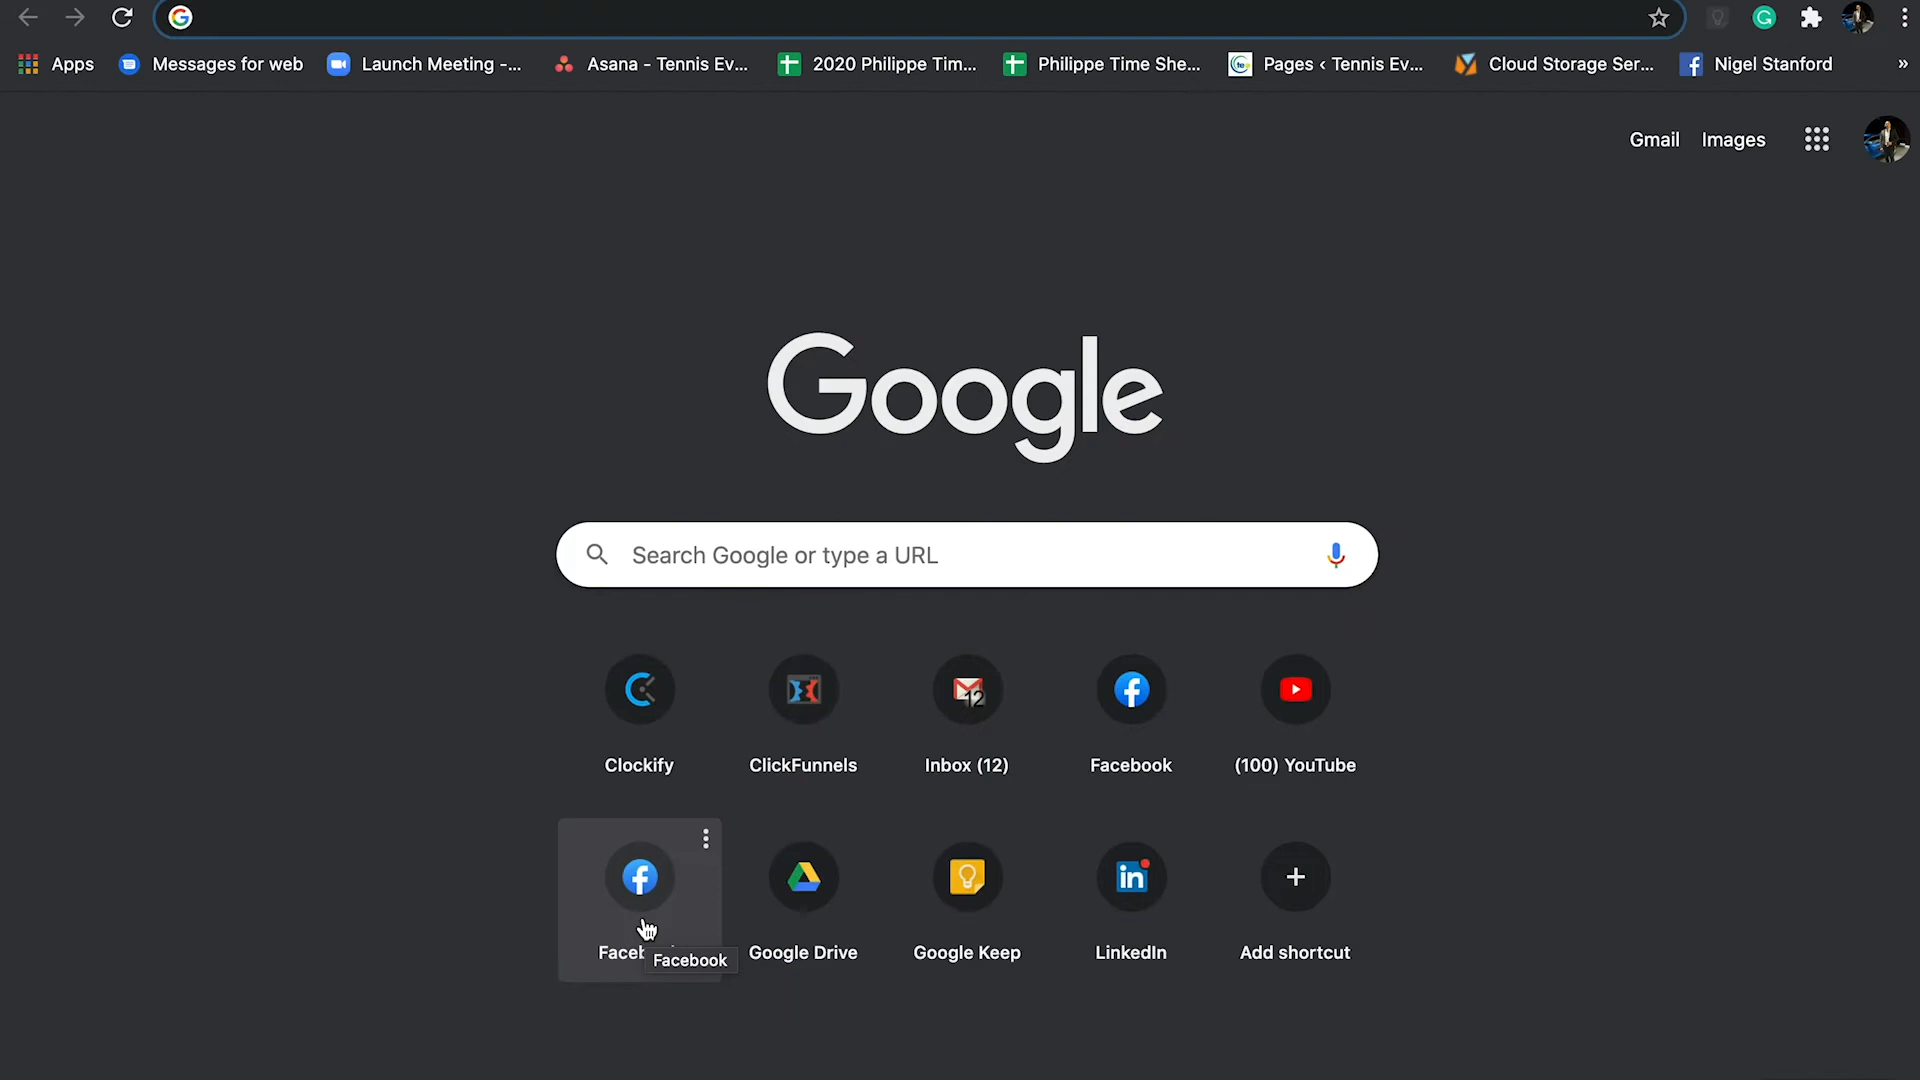 Apps Messages for web Launch Meeting -... Asana - Tennis Ev... 2020 Philippe Tim... Philippe Time She... Pages ‹ Tennis Ev... Cloud Storage Ser... Nigel Stanford »
Gmail Images
Google
Search Google or type a URL
12
Clockify ClickFunnels Inbox (12) Facebook (100) YouTube
Faceb Google Drive Google Keep LinkedIn Add shortcut
Facebook